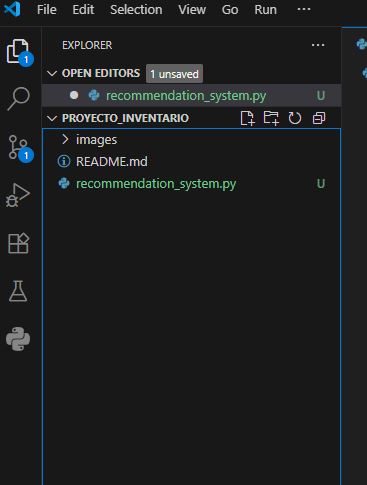 File Edit Selection View Go Run ...
EXPLORER ...
1
OPEN EDITORS 1 unsaved
recommendation_system.py U
PROYECTO_INVENTARIO
images
1
README.md
recommendation_system.py U